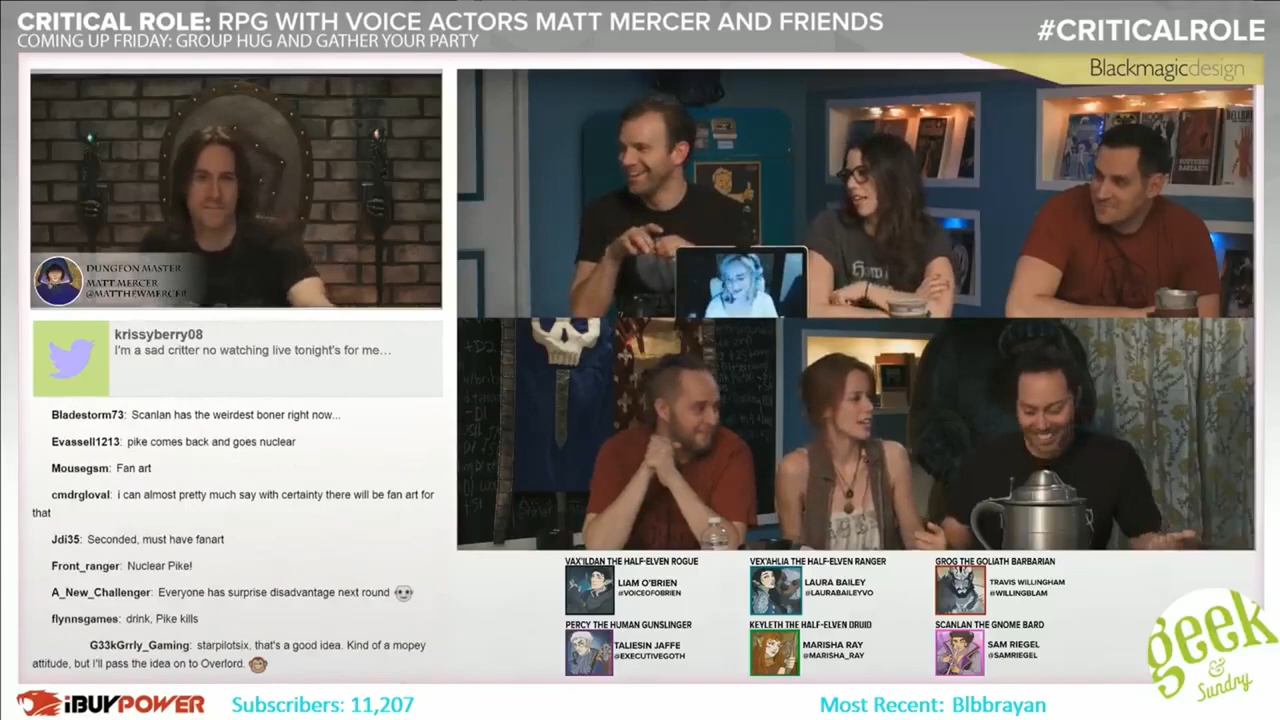 CRITICAL ROLE: RPG WITH VOICE ACTORS MATT MERCER AND FRIENDS
COMING UP FRIDAY: GROUP HUG AND GATHER YOUR PARTY
#CRITICALROLE
Blackmagicdesign
DUNGEON MASTER
MATT MERCER
@MATTHEWMERCER
krissyberry08
I'm a sad critter no watching live tonight's for me...
Bladestorm73: Scanlan has the weirdest boner right now...
Evassell1213: pike comes back and goes nuclear
Mousegsm: Fan art
cmdrgloval: i can almost pretty much say with certainty there will be fan art for
that
Jdi35: Seconded, must have fanart
Front_ranger: Nuclear Pike!
A_New_Challenger: Everyone has surprise disadvantage next round
flynnsgames: drink, Pike kills
G33kGrrly_Gaming: starpilotsix, that's a good idea. Kind of a mopey
attitude, but I'll pass the idea on to Overlord.
VAX'ILDAN THE HALF-ELVEN ROGUE
LIAM O'BRIEN
@VOICEOFOBRIEN
VEX'AHLIA THE HALF-ELVEN RANGER
LAURA BAILEY
@LAURABAILEYVO
GROG THE GOLIATH BARBARIAN
TRAVIS WILLINGHAM
@WILLINGBLAM
PERCY THE HUMAN GUNSLINGER
TALIESIN JAFFE
@EXECUTIVEGOTH
KEYLETH THE HALF-ELVEN DRUID
MARISHA RAY
@MARISHA_RAY
SCANLAN THE GNOME BARD
SAM RIEGEL
@SAMRIEGEL
geek
&
Sundry
iBUYPOWER
Subscribers: 11,207
Most Recent: Blbbrayan